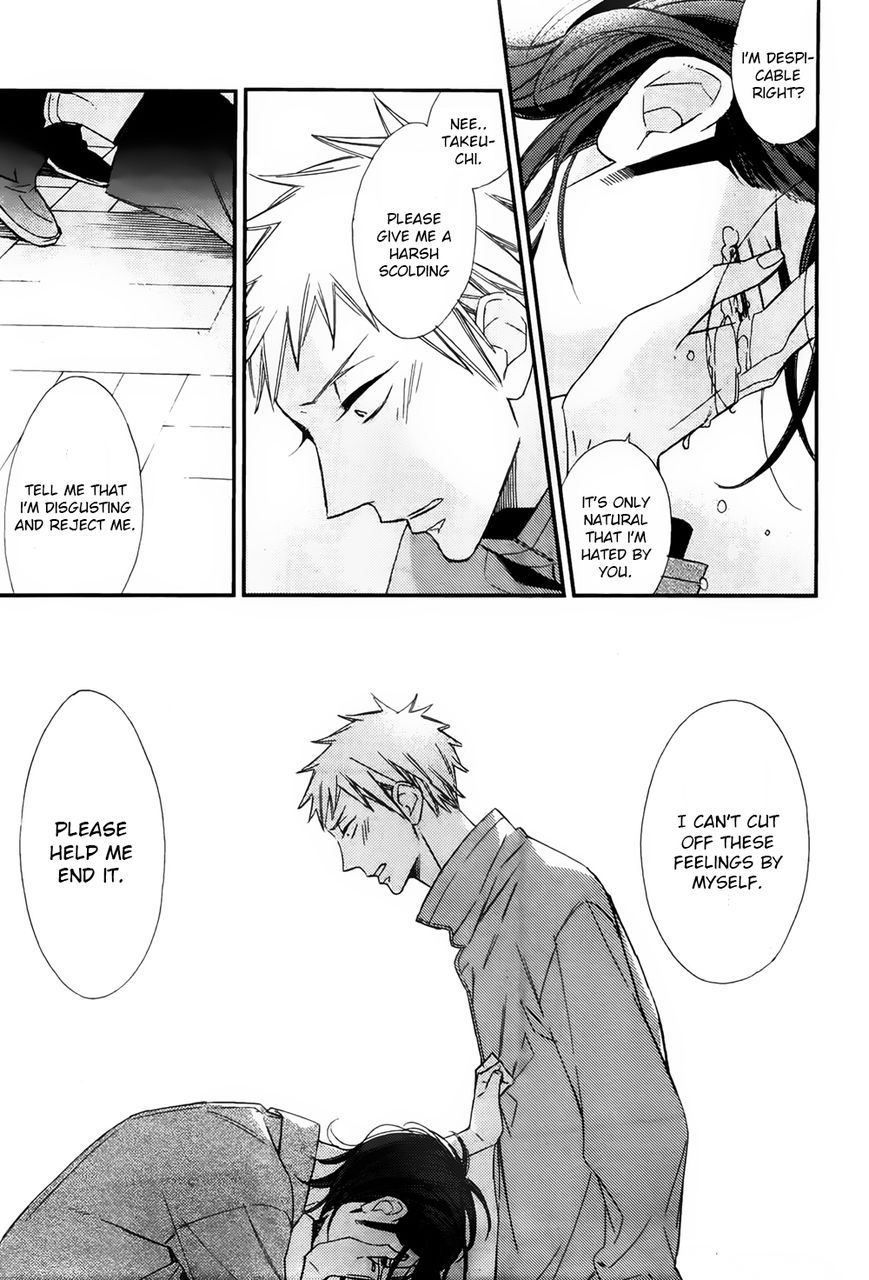 I'M DESPI-
CABLE
RIGHT?
IT'S ONLY
NATURAL
THAT I'M
HATED BY
YOU.
NEE..
TAKEU-
CHI.
PLEASE
GIVE ME A
HARSH
SCOLDING
TELL ME THAT
I'M DISGUSTING
AND REJECT ME.
I CAN'T CUT
OFF THESE
FEELINGS BY
MYSELF.
PLEASE
HELP ME
END IT.